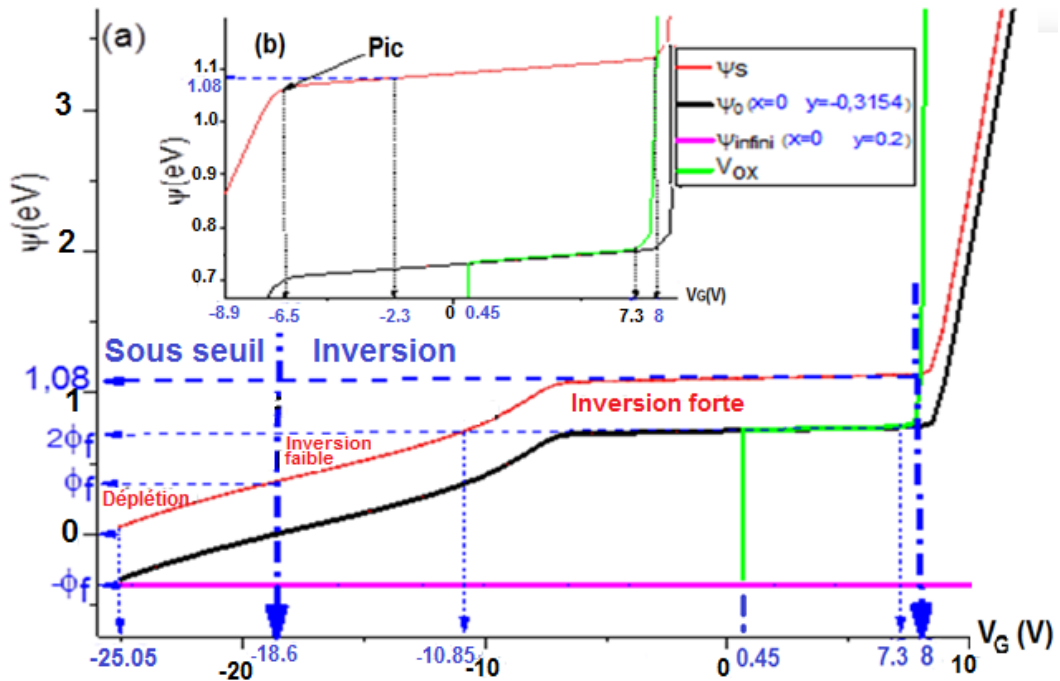 (a)
(b)
Pic
1.11
1.08
1.0
0.9
0.8
0.7
ψ(eV)
-8.9
-6.5
-2.3
0
0.45
7.3
8
VG(V)
ψS
ψ0 (x=0 y=-0,3154)
ψinfini (x=0 y=0.2)
VOX
ψ(eV)
3
2
1,08
1
2ϕf
ϕf
0
-ϕf
Sous seuil
Inversion
Inversion forte
Inversion
faible
Déplétion
-25.05
-20
-18.6
-10.85
-10
0
0.45
7.3
8
10
VG (V)